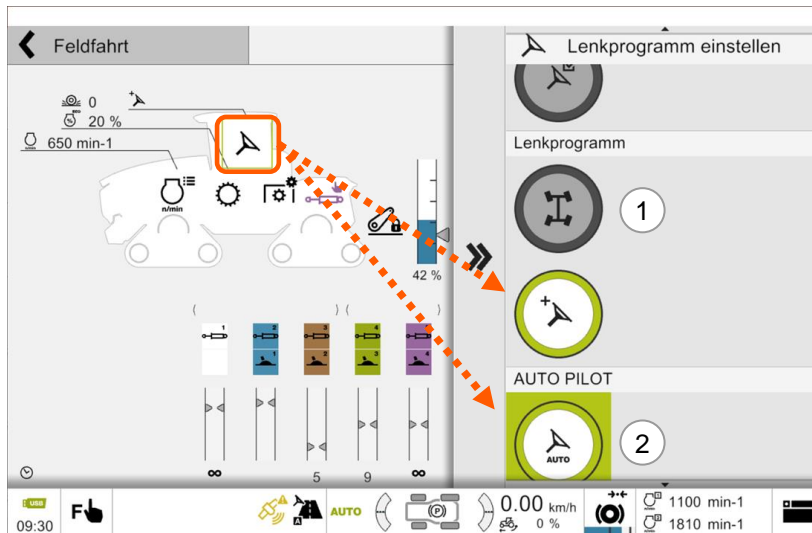 Feldfahrt
Lenkprogramm einstellen
0
20 %
650 min-1
n/min
Lenkprogramm
1
42 %
1 2 3 4
1 2 3 4
AUTO PILOT
AUTO
2
∞ 5 9 ∞
USB
09:30
F
A
AUTO
P
0.00 km/h
0 %
1100 min-1
1810 min-1